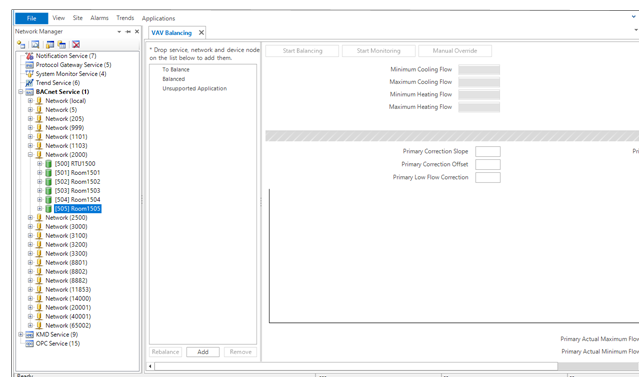 File View Site Alarms Trends Applications
Network Manager
VAV Balancing
Notification Service (7)
Protocol Gateway Service (5)
System Monitor Service (4)
Trend Service (6)
BACnet Service (1)
Network (local)
Network (5)
Network (205)
Network (999)
Network (1101)
Network (1103)
Network (2000)
[500] RTU1500
[501] Room1501
[502] Room1502
[503] Room1503
[504] Room1504
[505] Room1505
Network (2500)
Network (3000)
Network (3100)
Network (3200)
Network (3300)
Network (8801)
Network (8802)
Network (8882)
Network (11853)
Network (14000)
Network (20001)
Network (40001)
Network (65002)
KMD Service (9)
OPC Service (15)
* Drop service, network and device node
on the list below to add them.
To Balance
Balanced
Unsupported Application
Rebalance Add Remove
Start Balancing Start Monitoring Manual Override
Minimum Cooling Flow
Maximum Cooling Flow
Minimum Heating Flow
Maximum Heating Flow
Primary Correction Slope
Primary Correction Offset
Primary Low Flow Correction
Primary Actual Maximum Flow
Primary Actual Minimum Flow
Ready